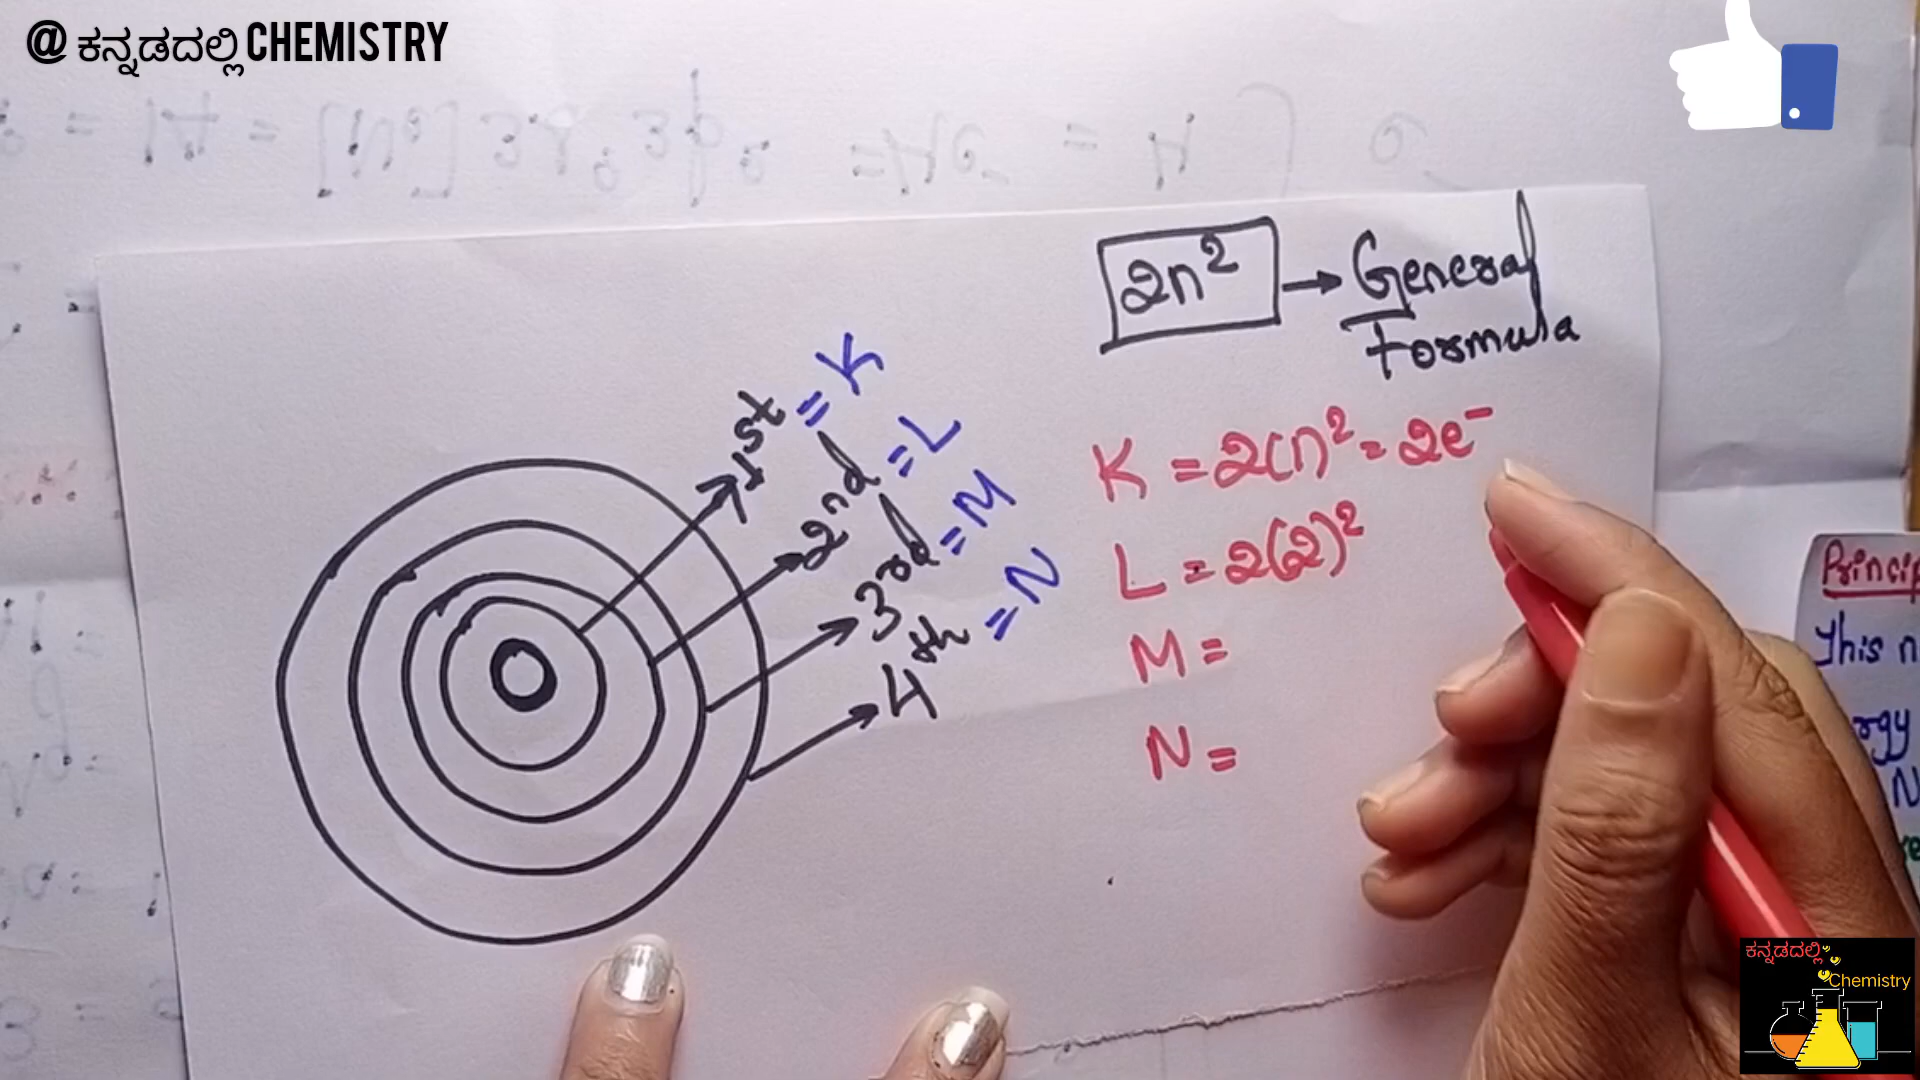 @ ಕನ್ನಡದಲ್ಲಿ CHEMISTRY
2n² → General
Formula
1st = K
2nd = L
3rd = M
4th = N
K = 2(1)² = 2e⁻
L = 2(2)²
M =
N =
This
ಕನ್ನಡದಲ್ಲಿ
Chemistry